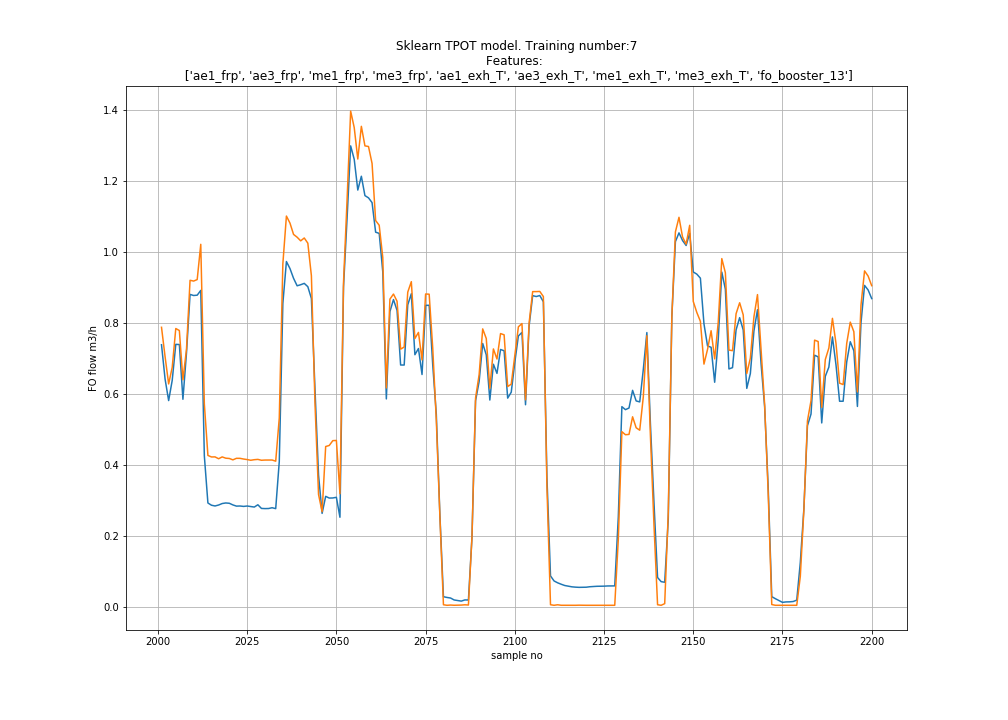 Sklearn TPOT model. Training number:7
Features:
['ae1_frp', 'ae3_frp', 'me1_frp', 'me3_frp', 'ae1_exh_T', 'ae3_exh_T', 'me1_exh_T', 'me3_exh_T', 'fo_booster_13']
1.4
1.2
1.0
0.8
0.6
0.4
0.2
0.0
FO flow m3/h
2000 2025 2050 2075 2100 2125 2150 2175 2200
sample no